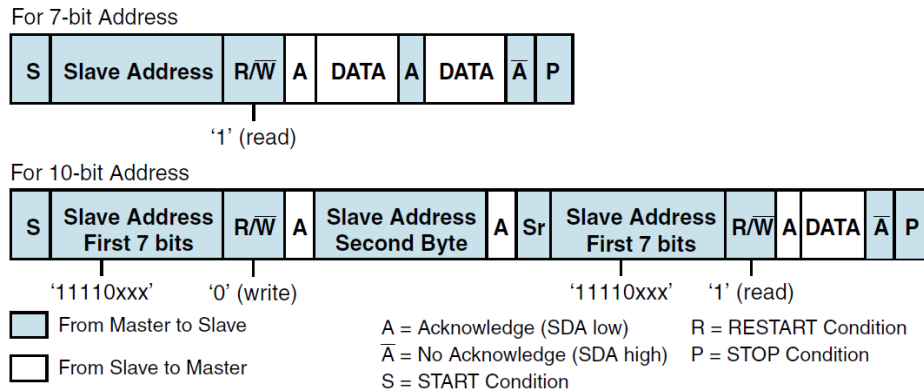 For 7-bit Address
S Slave Address R/W̅ A DATA A DATA A̅ P
‘1’ (read)
For 10-bit Address
S Slave Address First 7 bits R/W̅ A Slave Address Second Byte A Sr Slave Address First 7 bits R/W̅ A DATA A̅ P
‘11110xxx’ ‘0’ (write) ‘11110xxx’ ‘1’ (read)
From Master to Slave
From Slave to Master
A = Acknowledge (SDA low)
A̅ = No Acknowledge (SDA high)
S = START Condition
R = RESTART Condition
P = STOP Condition